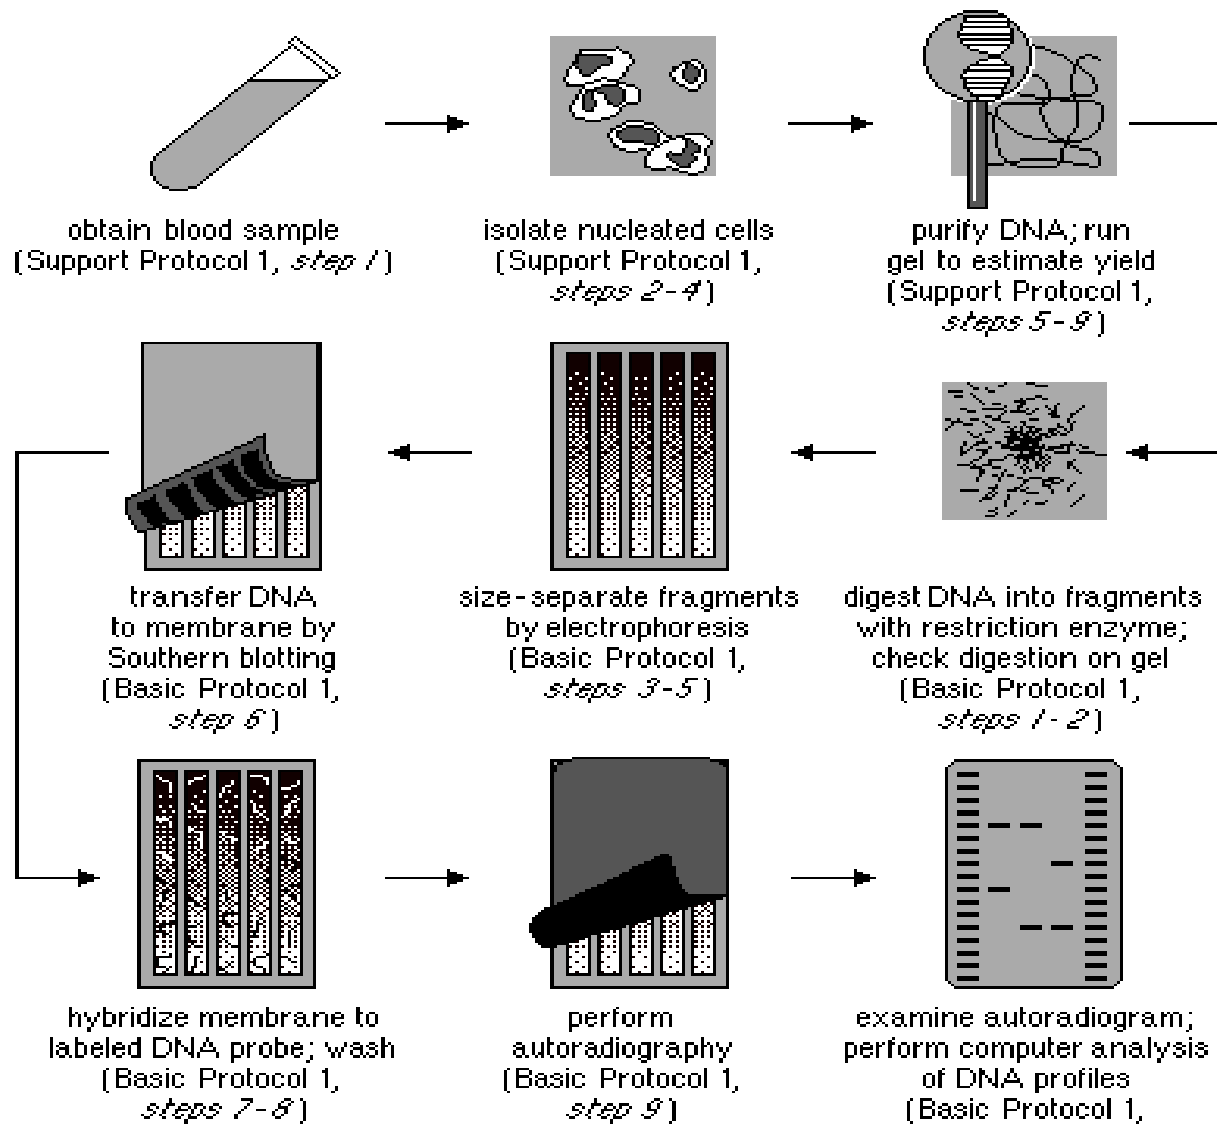 obtain blood sample
(Support Protocol 1, step 1)
isolate nucleated cells
(Support Protocol 1,
steps 2-4)
purify DNA; run
gel to estimate yield
(Support Protocol 1,
steps 5-9)
transfer DNA
to membrane by
Southern blotting
(Basic Protocol 1,
step 6)
size-separate fragments
by electrophoresis
(Basic Protocol 1,
steps 3-5)
digest DNA into fragments
with restriction enzyme;
check digestion on gel
(Basic Protocol 1,
steps 1-2)
hybridize membrane to
labeled DNA probe; wash
(Basic Protocol 1,
steps 7-8)
perform
autoradiography
(Basic Protocol 1,
step 9)
examine autoradiogram;
perform computer analysis
of DNA profiles
(Basic Protocol 1,